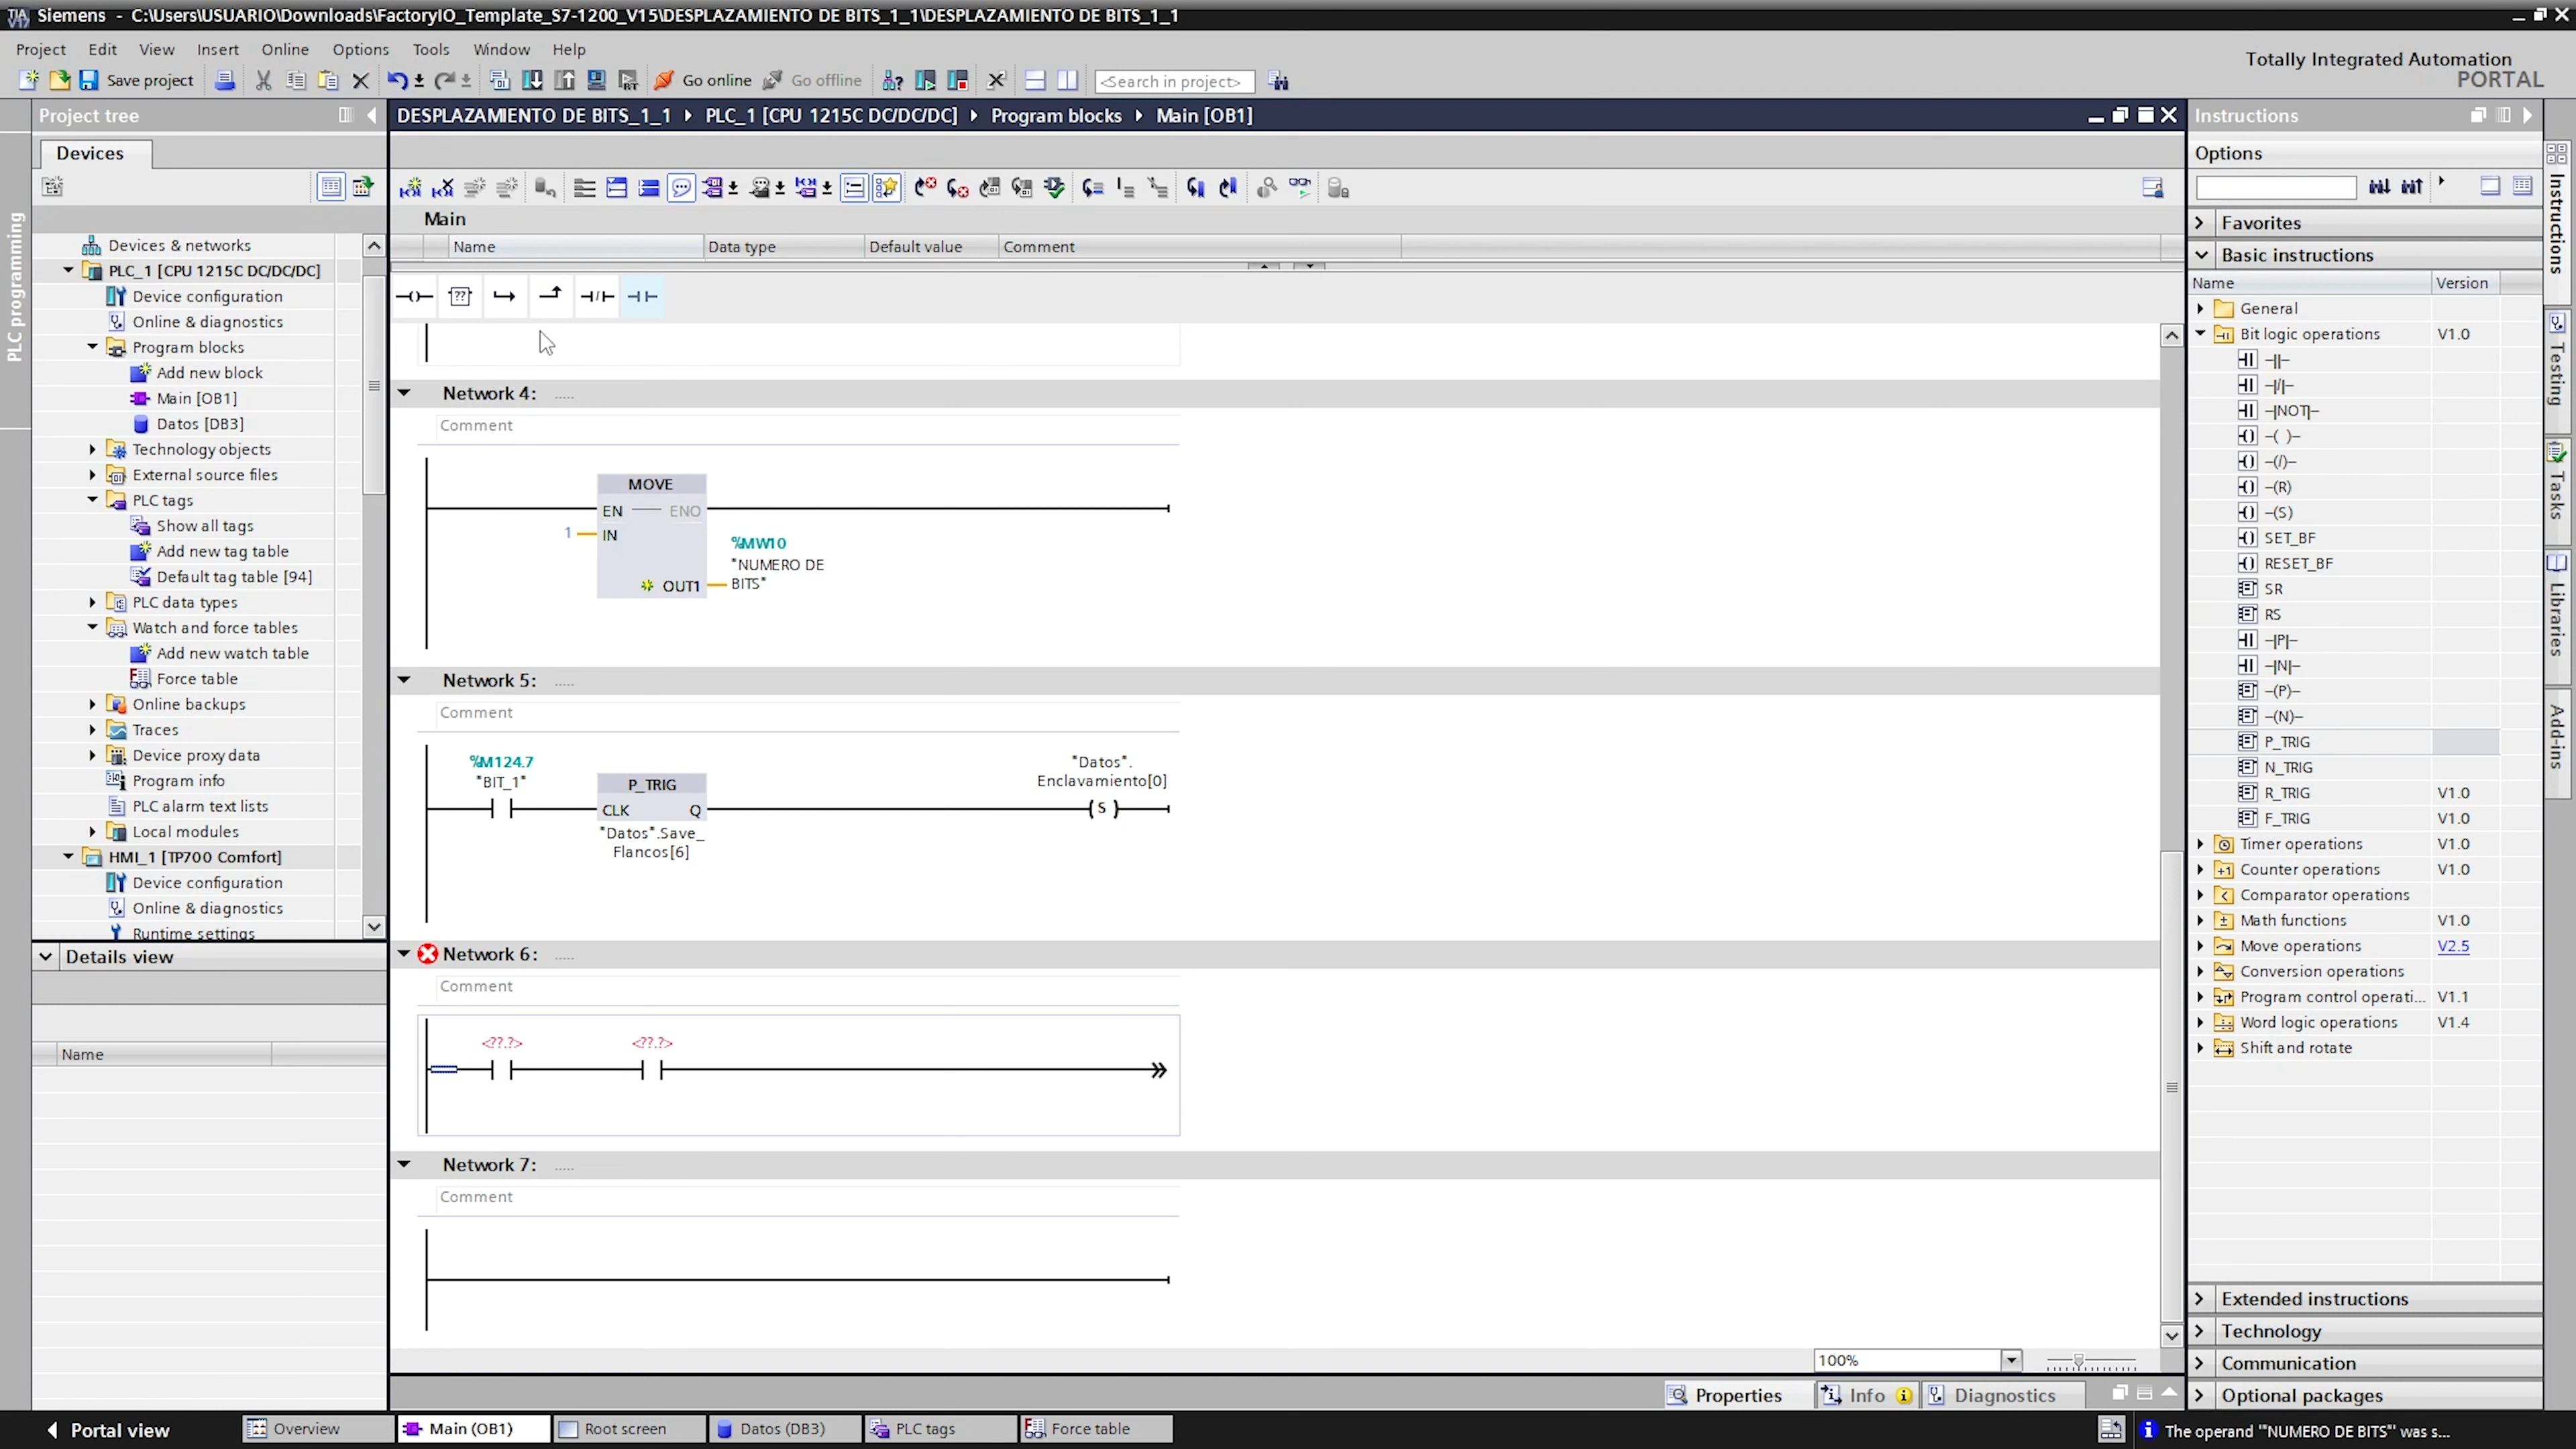 Siemens - C:\Users\USUARIO\Downloads\FactoryIO_Template_S7-1200_V15\DESPLAZAMIENTO DE BITS_1_1\DESPLAZAMIENTO DE BITS_1_1
Project Edit View Insert Online Options Tools Window Help
Totally Integrated Automation
PORTAL
Save project Go online Go offline <Search in project>
Project tree
DESPLAZAMIENTO DE BITS_1_1 PLC_1 [CPU 1215C DC/DC/DC] Program blocks Main [OB1]
Instructions
Devices
Options
PLC programming
Devices & networks
PLC_1 [CPU 1215C DC/DC/DC]
Device configuration
Online & diagnostics
Program blocks
Add new block
Main [OB1]
Datos [DB3]
Technology objects
External source files
PLC tags
Show all tags
Add new tag table
Default tag table [94]
PLC data types
Watch and force tables
Add new watch table
Force table
Online backups
Traces
Device proxy data
Program info
PLC alarm text lists
Local modules
HMI_1 [TP700 Comfort]
Device configuration
Online & diagnostics
Runtime settings
Details view
Name
Main
Name Data type Default value Comment
??
Network 4: .....
Comment
MOVE
EN ENO
1 IN
%MW10
"NUMERO DE
BITS"
OUT1
Network 5: .....
Comment
%M124.7
"BIT_1"
P_TRIG
CLK Q
"Datos".Save_
Flancos[6]
"Datos".
Enclavamiento[0]
S
Network 6: .....
Comment
<??.?> <??.?>
Network 7: .....
Comment
100%
Properties Info Diagnostics
Favorites
Basic instructions
Name Version
General
Bit logic operations V1.0
-||-
-|/|-
-|NOT|-
-( )-
-(/)-
-(R)
-(S)
SET_BF
RESET_BF
SR
RS
-|P|-
-|N|-
-(P)-
-(N)-
P_TRIG
N_TRIG
R_TRIG V1.0
F_TRIG V1.0
Timer operations V1.0
Counter operations V1.0
Comparator operations
Math functions V1.0
Move operations V2.5
Conversion operations
Program control operati... V1.1
Word logic operations V1.4
Shift and rotate
Extended instructions
Technology
Communication
Optional packages
Instructions
Testing
Tasks
Libraries
Add-ins
Portal view Overview Main (OB1) Root screen Datos (DB3) PLC tags Force table
The operand '"NUMERO DE BITS"' was s...